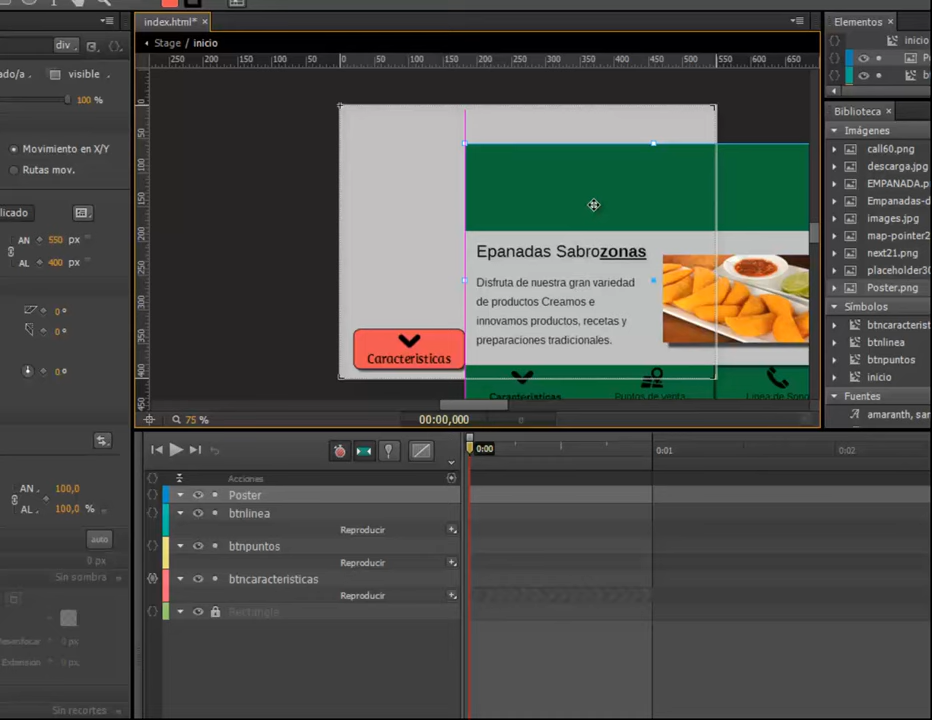 index.html* ×
Elementos ×
div
Stage / inicio
inicio
ado/a
visible
250 200 150 100 50 0 50 100 150 200 250 300 350 400 450 500 550 600 650
100 %
Biblioteca ×
Imágenes
Movimiento en X/Y
Rutas mov.
call60.png
descarga.jpg
EMPANADA.p
Empanadas-d
images.jpg
map-pointer2
next21.png
placeholder30
Poster.png
plicado
AN 550 px
AL 400 px
Epanadas Sabrozonas
Disfruta de nuestra gran variedad
de productos Creamos e
innovamos productos, recetas y
preparaciones tradicionales.
0 °
0 °
0 °
Símbolos
btncaracterist
btnlinea
btnpuntos
inicio
Caracteristicas
Caracteristicas
Puntos de venta
Linea de Sono
Fuentes
amaranth, san
75 %
00:00,000
0
0:00
0:01
0:02
Acciones
AN 100,0
AL 100,0 %
Poster
btnlinea
Reproducir
auto
btnpuntos
0 px
Reproducir
Sin sombra
btncaracteristicas
Reproducir
Rectangle
0 px
Extension 0 px
Sin recortes